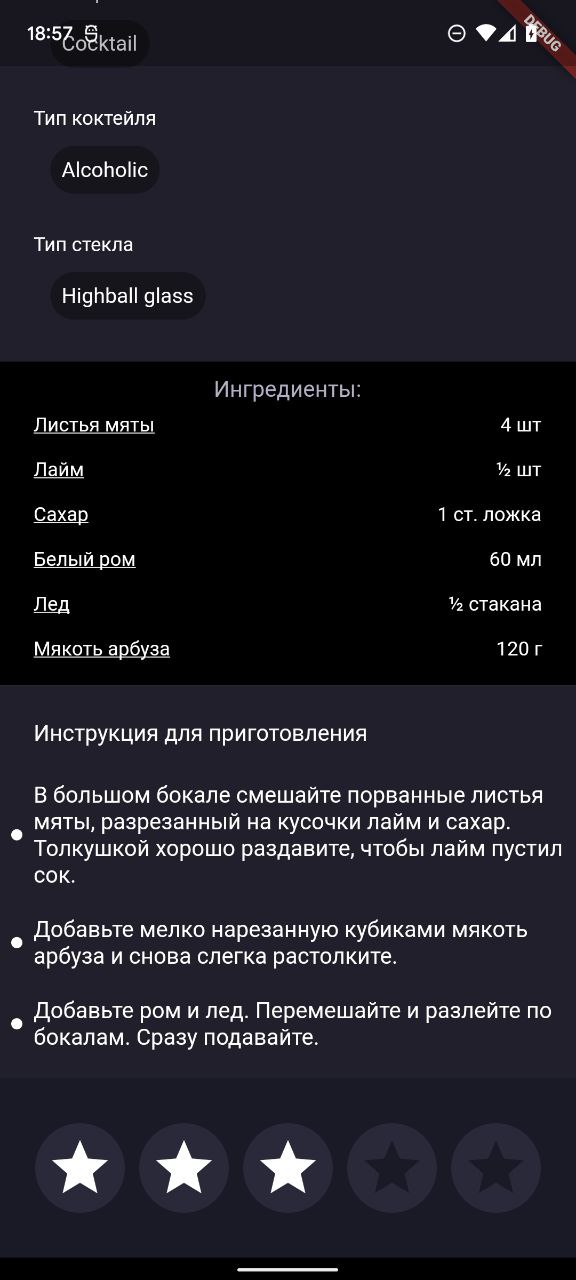 18:57
DEBUG
Cocktail
Тип коктейля
Alcoholic
Тип стекла
Highball glass
Ингредиенты:
Листья мяты 4 шт
Лайм ½ шт
Сахар 1 ст. ложка
Белый ром 60 мл
Лед ½ стакана
Мякоть арбуза 120 г
Инструкция для приготовления
В большом бокале смешайте порванные листья
мяты, разрезанный на кусочки лайм и сахар.
Толкушкой хорошо раздавите, чтобы лайм пустил
сок.
Добавьте мелко нарезанную кубиками мякоть
арбуза и снова слегка растолките.
Добавьте ром и лед. Перемешайте и разлейте по
бокалам. Сразу подавайте.